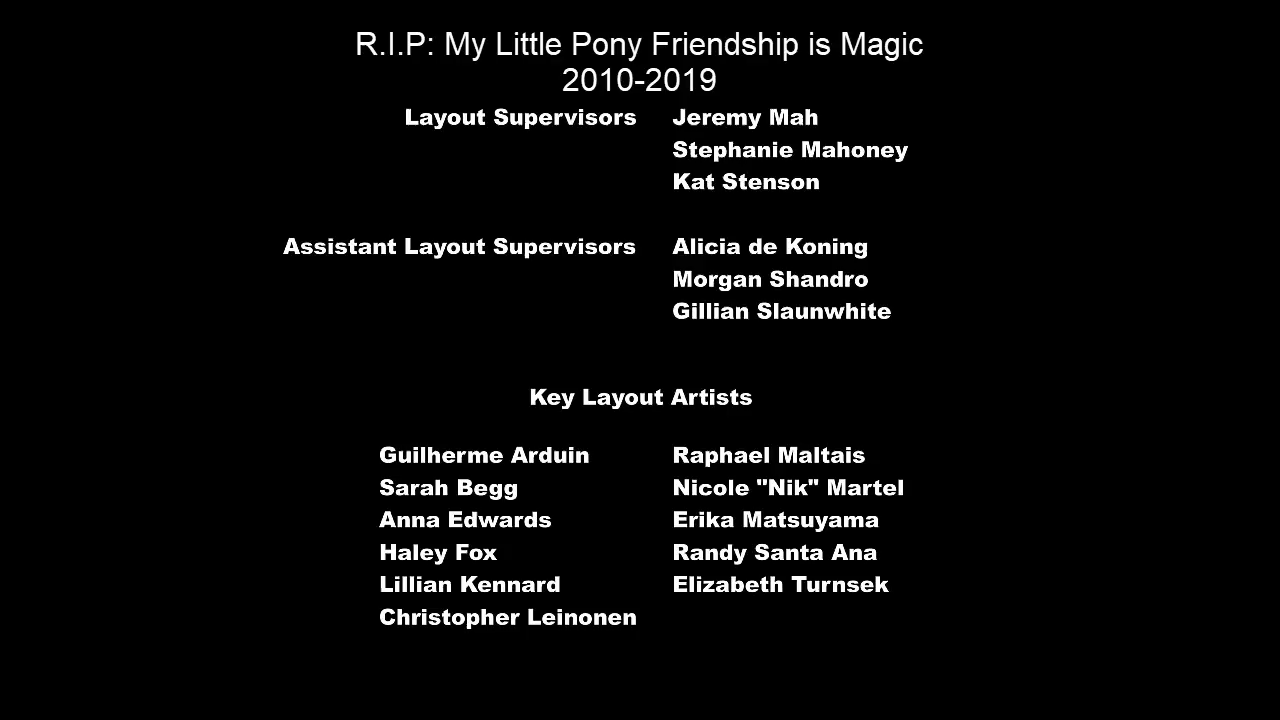 R.I.P: My Little Pony Friendship is Magic
2010-2019
Layout Supervisors Jeremy Mah
Stephanie Mahoney
Kat Stenson
Assistant Layout Supervisors Alicia de Koning
Morgan Shandro
Gillian Slaunwhite
Key Layout Artists
Guilherme Arduin Raphael Maltais
Sarah Begg Nicole "Nik" Martel
Anna Edwards Erika Matsuyama
Haley Fox Randy Santa Ana
Lillian Kennard Elizabeth Turnsek
Christopher Leinonen